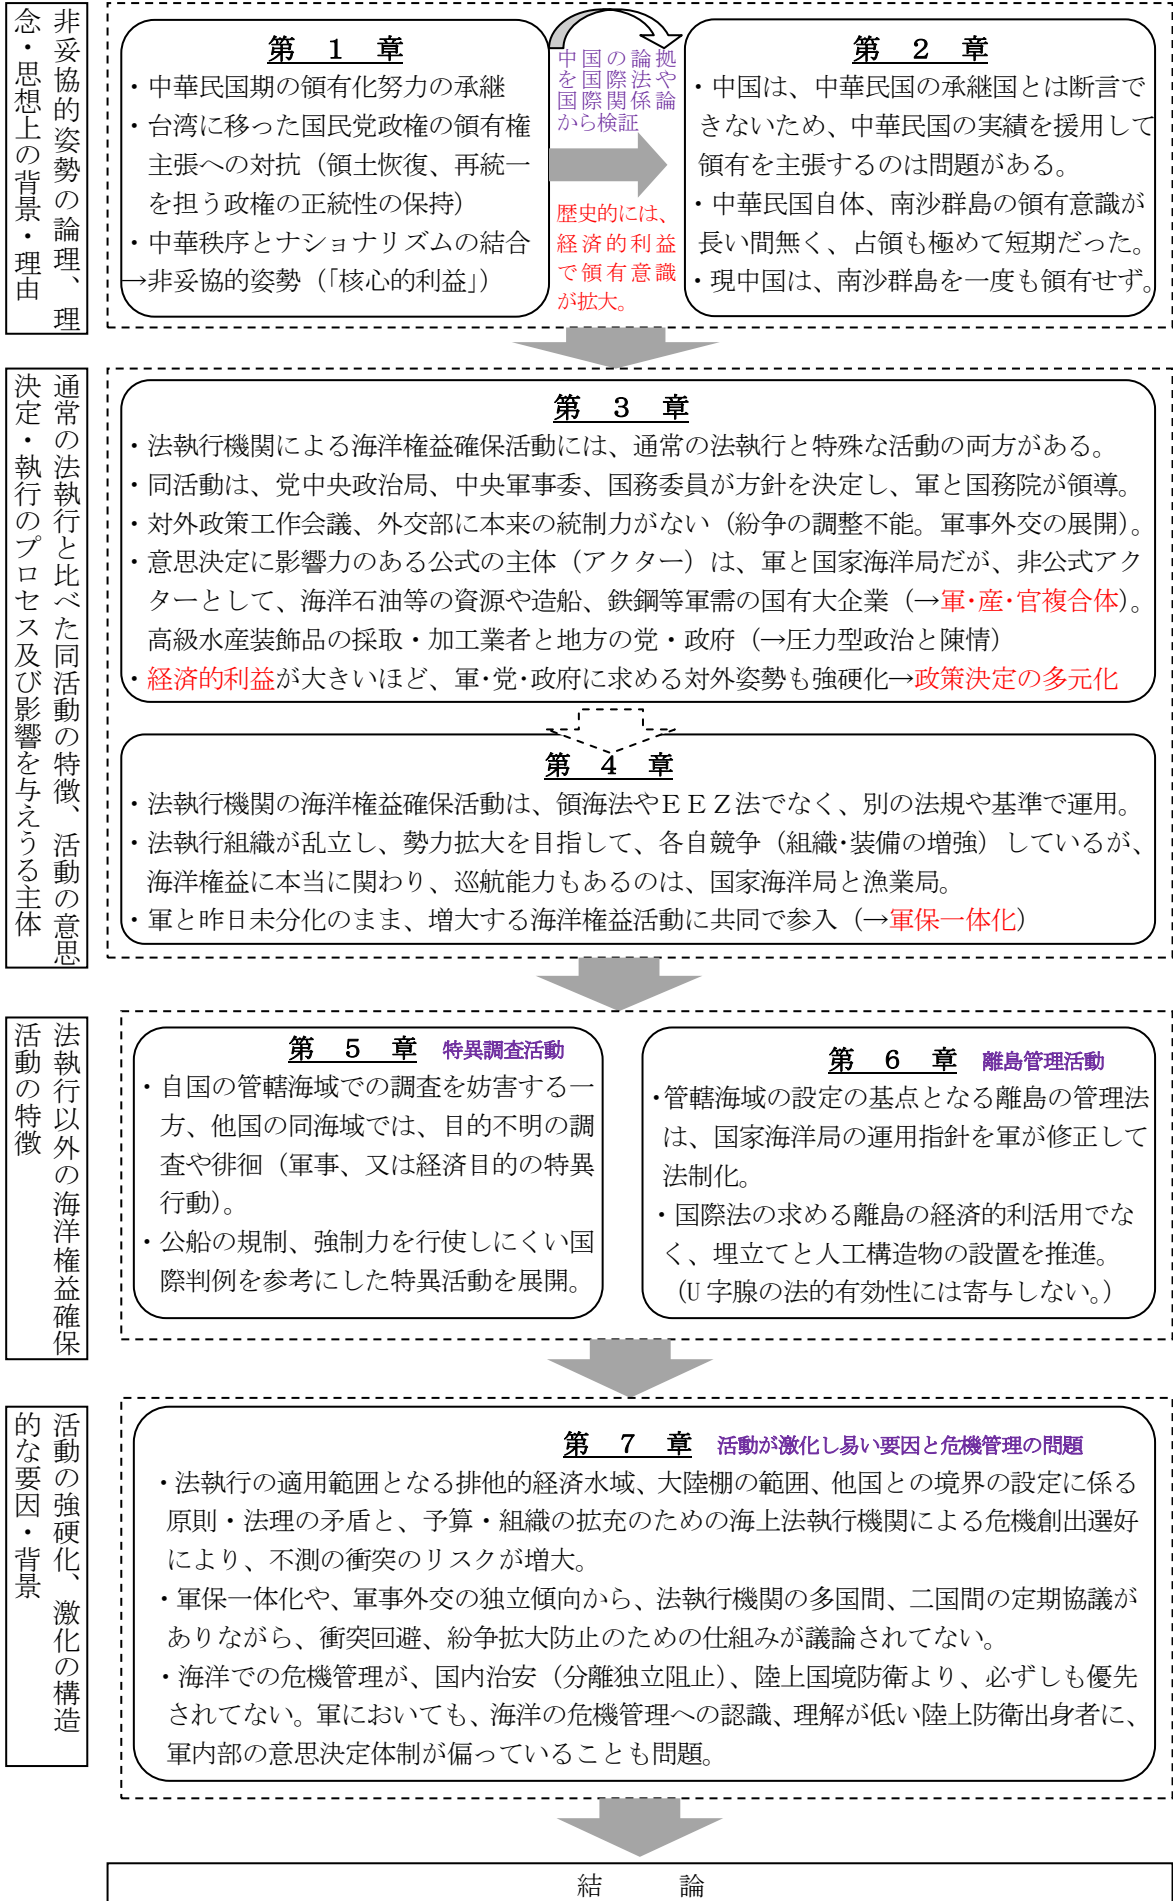 非妥協的姿勢の論理、理
念・思想上の背景・理由
第　１　章
・中華民国期の領有化努力の承継
・台湾に移った国民党政権の領有権
主張への対抗（領土恢復、再統一
を担う政権の正統性の保持）
・中華秩序とナショナリズムの結合
→非妥協的姿勢（「核心的利益」）
中国の論拠
を国際法や
国際関係論
から検証
歴史的には、
経済的利益
で領有意識
が拡大。
第　２　章
・中国は、中華民国の承継国とは断言で
きないため、中華民国の実績を援用して
領有を主張するのは問題がある。
・中華民国自体、南沙群島の領有意識が
長い間無く、占領も極めて短期だった。
・現中国は、南沙群島を一度も領有せず。
通常の法執行と比べた同活動の特徴、活動の意思
決定・執行のプロセス及び影響を与えうる主体
第　３　章
・法執行機関による海洋権益確保活動には、通常の法執行と特殊な活動の両方がある。
・同活動は、党中央政治局、中央軍事委、国務委員が方針を決定し、軍と国務院が領導。
・対外政策工作会議、外交部に本来の統制力がない（紛争の調整不能。軍事外交の展開）。
・意思決定に影響力のある公式の主体（アクター）は、軍と国家海洋局だが、非公式アク
ターとして、海洋石油等の資源や造船、鉄鋼等軍需の国有大企業（→軍･産･官複合体）。
高級水産装飾品の採取・加工業者と地方の党・政府（→圧力型政治と陳情）
・経済的利益が大きいほど、軍･党･政府に求める対外姿勢も強硬化→政策決定の多元化
第　４　章
・法執行機関の海洋権益確保活動は、領海法やＥＥＺ法でなく、別の法規や基準で運用。
・法執行組織が乱立し、勢力拡大を目指して、各自競争（組織･装備の増強）しているが、
海洋権益に本当に関わり、巡航能力もあるのは、国家海洋局と漁業局。
・軍と昨日未分化のまま、増大する海洋権益活動に共同で参入（→軍保一体化）
法執行以外の海洋権益確保
活動の特徴
第　５　章　特異調査活動
・自国の管轄海域での調査を妨害する一
方、他国の同海域では、目的不明の調
査や徘徊（軍事、又は経済目的の特異
行動）。
・公船の規制、強制力を行使しにくい国
際判例を参考にした特異活動を展開。
第　６　章　離島管理活動
・管轄海域の設定の基点となる離島の管理法
は、国家海洋局の運用指針を軍が修正して
法制化。
・国際法の求める離島の経済的利活用でな
く、埋立てと人工構造物の設置を推進。
（U 字腺の法的有効性には寄与しない。）
活動の強硬化、激化の構造
的な要因・背景
第　７　章　活動が激化し易い要因と危機管理の問題
・法執行の適用範囲となる排他的経済水域、大陸棚の範囲、他国との境界の設定に係る
原則・法理の矛盾と、予算・組織の拡充のための海上法執行機関による危機創出選好
により、不測の衝突のリスクが増大。
・軍保一体化や、軍事外交の独立傾向から、法執行機関の多国間、二国間の定期協議が
ありながら、衝突回避、紛争拡大防止のための仕組みが議論されてない。
・海洋での危機管理が、国内治安（分離独立阻止）、陸上国境防衛より、必ずしも優先
されてない。軍においても、海洋の危機管理への認識、理解が低い陸上防衛出身者に、
軍内部の意思決定体制が偏っていることも問題。
結　　　論